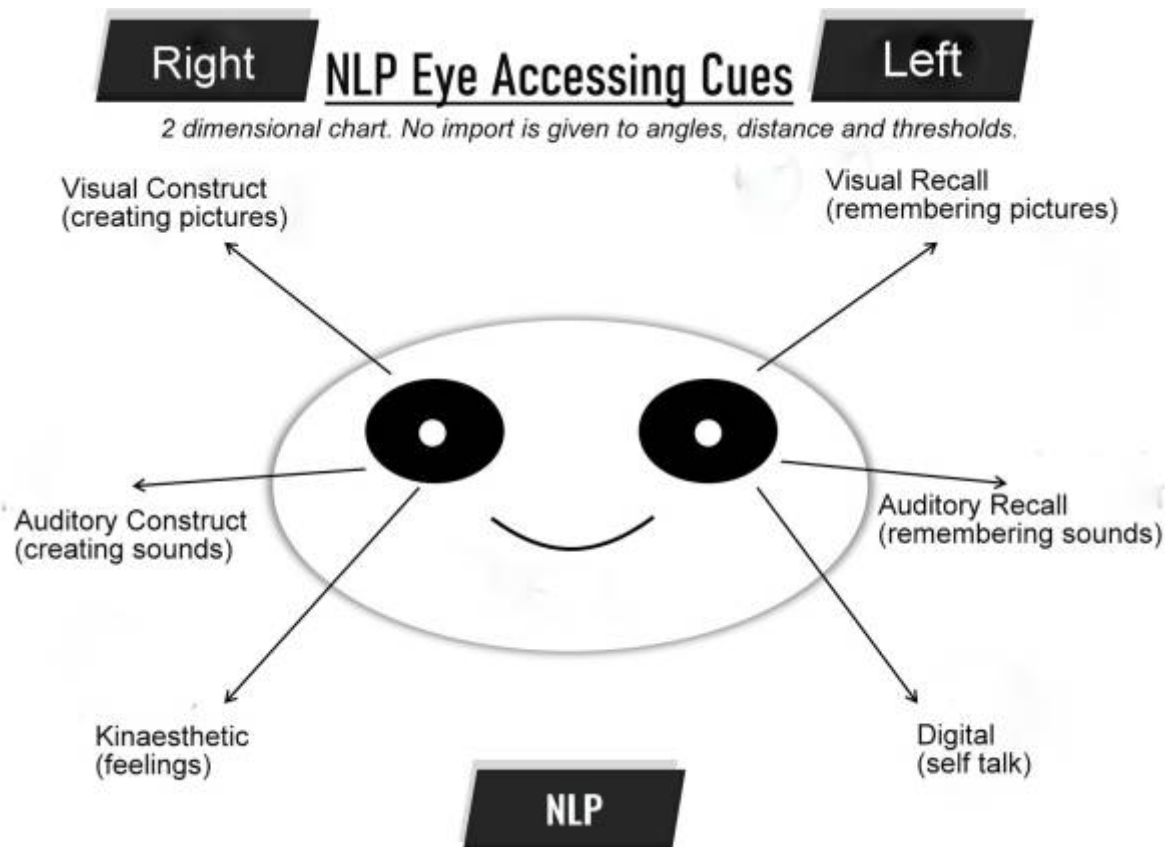 Right
NLP Eye Accessing Cues
Left
2 dimensional chart. No import is given to angles, distance and thresholds.
Visual Construct
(creating pictures)
Visual Recall
(remembering pictures)
Auditory Construct
(creating sounds)
Auditory Recall
(remembering sounds)
Kinaesthetic
(feelings)
Digital
(self talk)
NLP